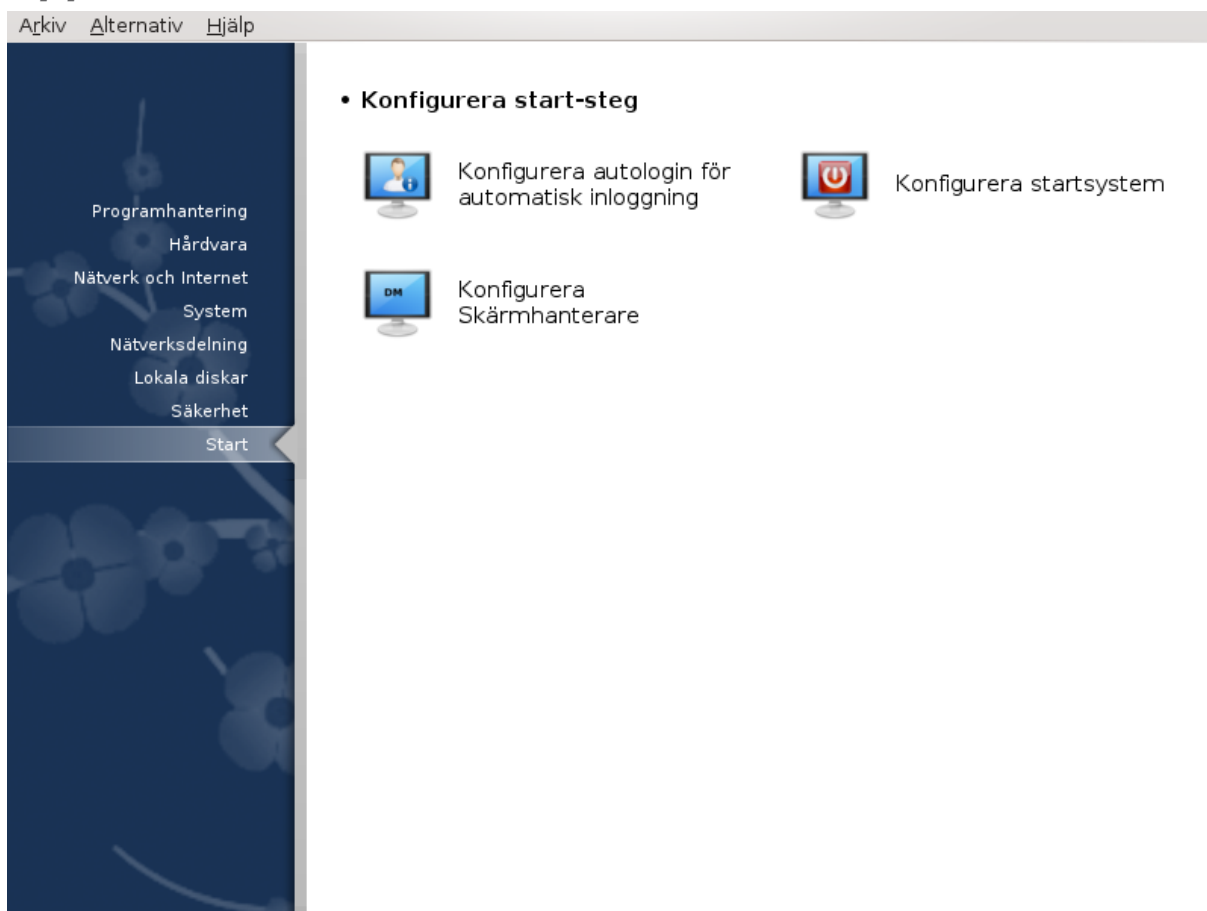 Arkiv Alternativ Hjälp
Programhantering
Hårdvara
Nätverk och Internet
System
Nätverksdelning
Lokala diskar
Säkerhet
Start
• Konfigurera start-steg
Konfigurera autologin för
automatisk inloggning
Konfigurera startsystem
DM
Konfigurera
Skärmhanterare